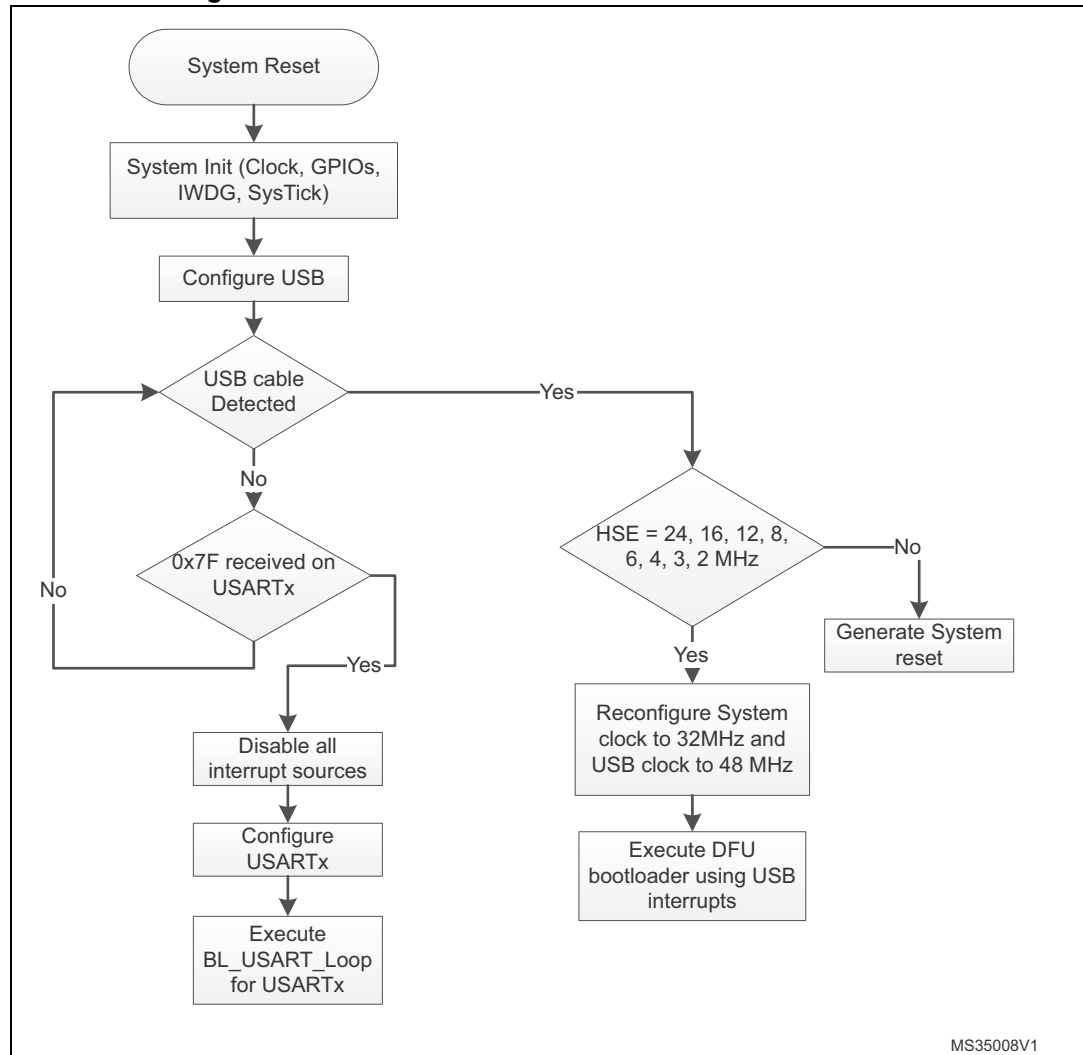 System Reset
System Init (Clock, GPIOs,
IWDG, SysTick)
Configure USB
USB cable
Detected
Yes
No
0x7F received on
USARTx
No
Yes
Disable all
interrupt sources
Configure
USARTx
Execute
BL_USART_Loop
for USARTx
HSE = 24, 16, 12, 8,
6, 4, 3, 2 MHz
No
Generate System
reset
Yes
Reconfigure System
clock to 32MHz and
USB clock to 48 MHz
Execute DFU
bootloader using USB
interrupts
MS35008V1